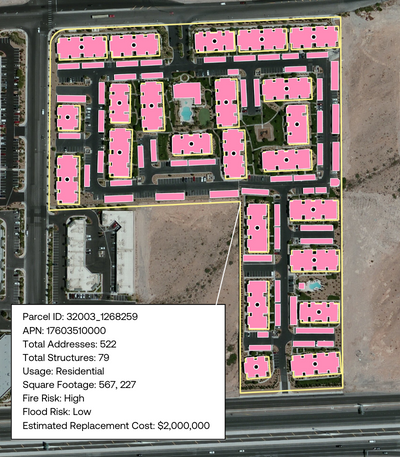 Parcel ID: 32003_1268259
APN: 17603510000
Total Addresses: 522
Total Structures: 79
Usage: Residential
Square Footage: 567, 227
Fire Risk: High
Flood Risk: Low
Estimated Replacement Cost: $2,000,000